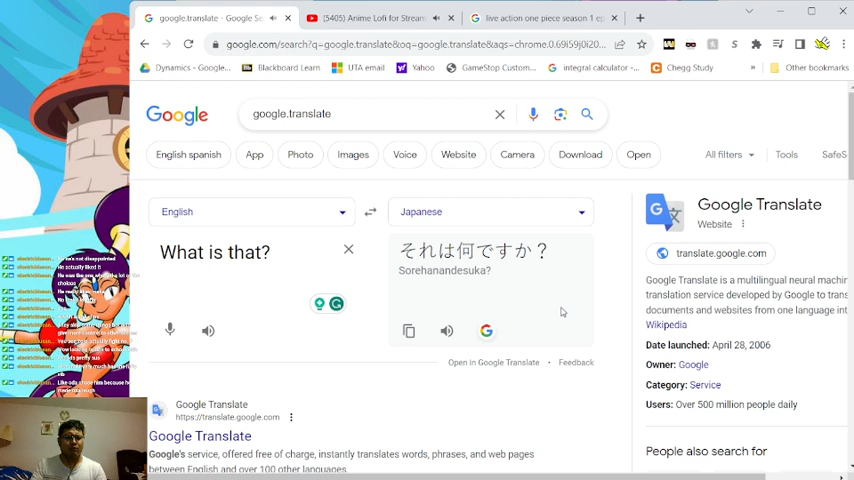 google.translate - Google Se
(5405) Anime Lofi for Stream
live action one piece season 1 ep
google.com/search?q=google.translate&oq=google.translate&aqs=chrome.0.69i59j0i20...
Dynamics - Google...
Blackboard Learn
UTA email
Yahoo
GameStop Custom...
integral calculator -...
Chegg Study
»
Other bookmarks
Google
google.translate
English spanish
App
Photo
Images
Voice
Website
Camera
Download
Open
All filters
Tools
SafeS
English
Japanese
What is that?
それは何ですか？
Sorehanandesuka?
Open in Google Translate • Feedback
Google Translate
Website
translate.google.com
Google Translate is a multilingual neural machin
translation service developed by Google to trans
documents and websites from one language int
Wikipedia
Date launched: April 28, 2006
Owner: Google
Category: Service
Users: Over 500 million people daily
People also search for
Google Translate
https://translate.google.com
Google Translate
Google's service, offered free of charge, instantly translates words, phrases, and web pages
between English and over 100 other languages.